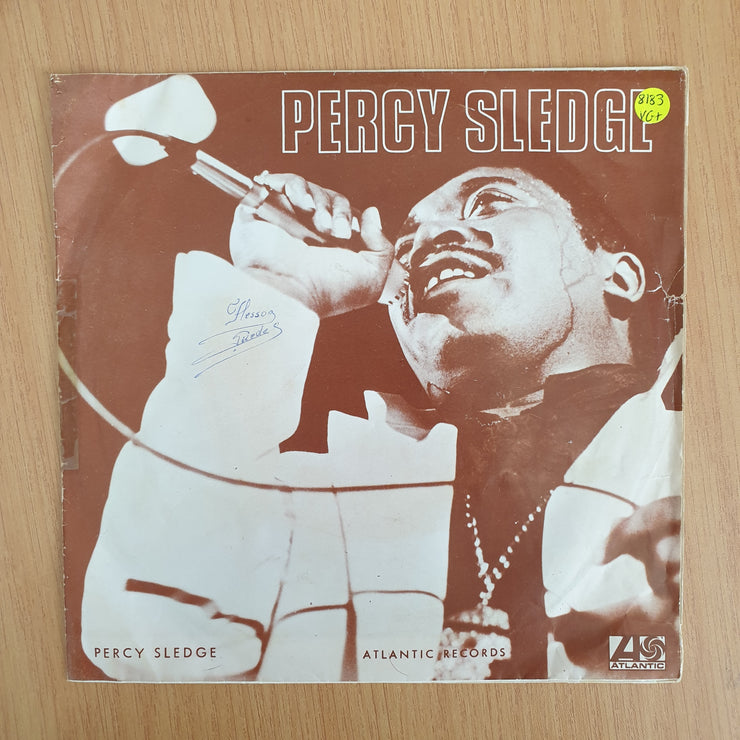 PERCY SLEDGE
8183
VG+
PERCY SLEDGE
ATLANTIC RECORDS
ATLANTIC